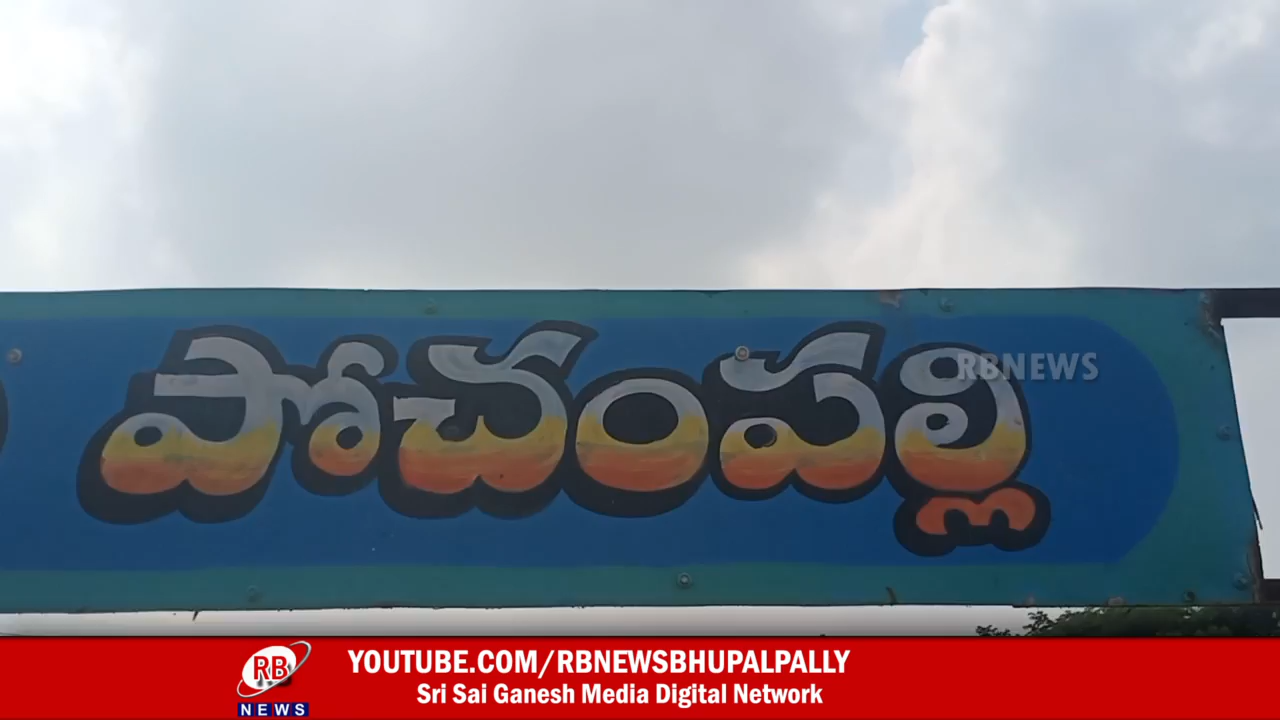 పోచంపల్లి
RBNEWS
RB
NEWS
YOUTUBE.COM/RBNEWSBHUPALPALLY
Sri Sai Ganesh Media Digital Network